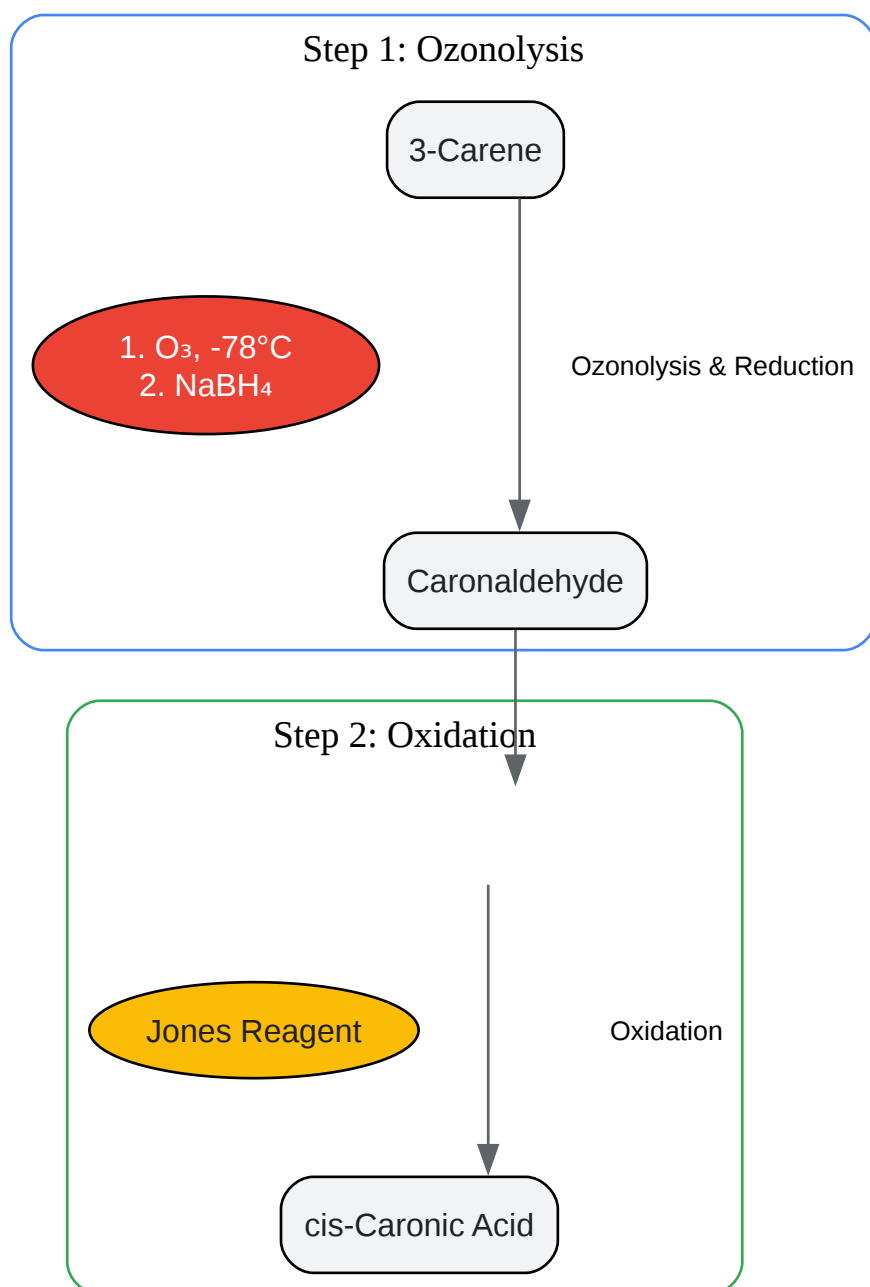 Step 1: Ozonolysis
3-Carene
1. O₃, -78°C
2. NaBH₄
Ozonolysis & Reduction
Caronaldehyde
Step 2: Oxidation
Jones Reagent
Oxidation
cis-Caronic Acid